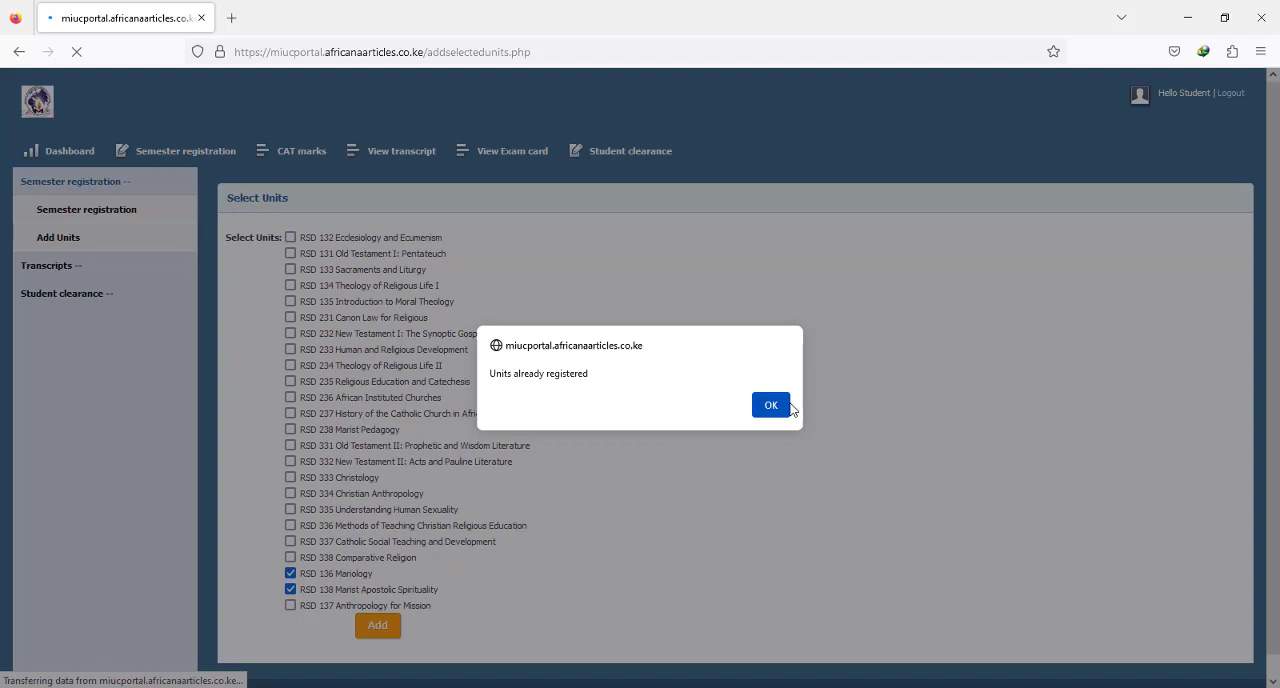 miucportal.africanaarticles.co.ke
https://miucportal.africanaarticles.co.ke/addselectedunits.php
Hello Student | Logout
Dashboard
Semester registration
CAT marks
View transcript
View Exam card
Student clearance
Semester registration --
Semester registration
Add Units
Transcripts --
Student clearance --
Select Units
Select Units:
RSD 132 Ecclesiology and Ecumenism
RSD 131 Old Testament I: Pentateuch
RSD 133 Sacraments and Liturgy
RSD 134 Theology of Religious Life I
RSD 135 Introduction to Moral Theology
RSD 231 Canon Law for Religious
RSD 232 New Testament I: The Synoptic Gosp
RSD 233 Human and Religious Development
RSD 234 Theology of Religious Life II
RSD 235 Religious Education and Catechesis
RSD 236 African Instituted Churches
RSD 237 History of the Catholic Church in Afri
RSD 238 Marist Pedagogy
RSD 331 Old Testament II: Prophetic and Wisdom Literature
RSD 332 New Testament II: Acts and Pauline Literature
RSD 333 Christology
RSD 334 Christian Anthropology
RSD 335 Understanding Human Sexuality
RSD 336 Methods of Teaching Christian Religious Education
RSD 337 Catholic Social Teaching and Development
RSD 338 Comparative Religion
RSD 136 Mariology
RSD 138 Marist Apostolic Spirituality
RSD 137 Anthropology for Mission
Add
miucportal.africanaarticles.co.ke
Units already registered
OK
Transferring data from miucportal.africanaarticles.co.ke...